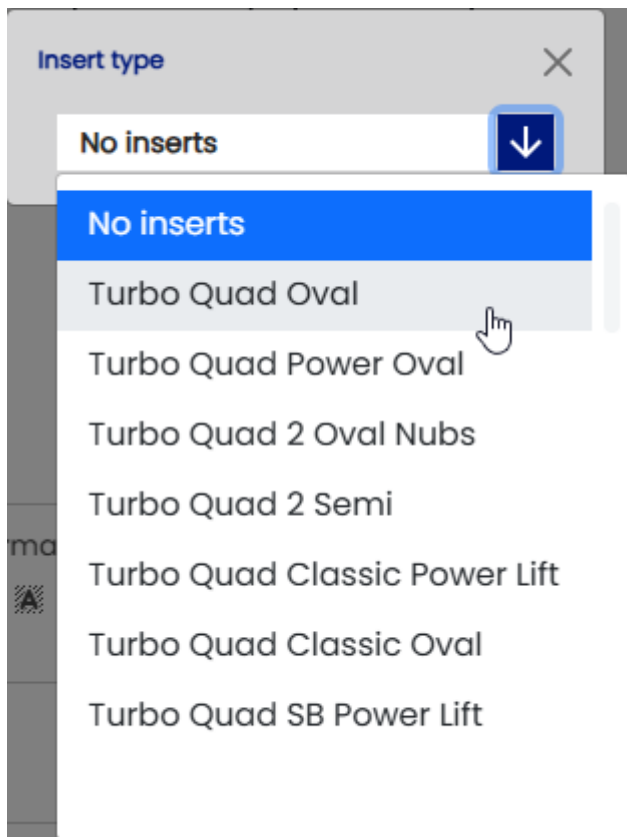 Insert type
No inserts
No inserts
Turbo Quad Oval
Turbo Quad Power Oval
Turbo Quad 2 Oval Nubs
Turbo Quad 2 Semi
Turbo Quad Classic Power Lift
rma
A
Turbo Quad Classic Oval
Turbo Quad SB Power Lift